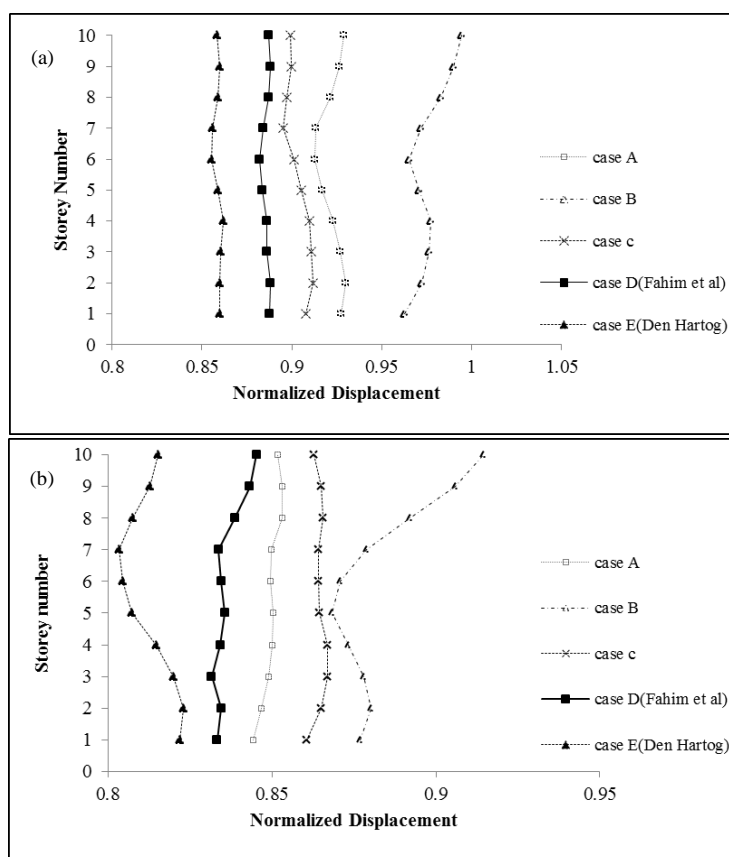 (a)
Storey Number
10
9
8
7
6
5
4
3
2
1
0
0.8 0.85 0.9 0.95 1 1.05
Normalized Displacement
case A
case B
case c
case D(Fahim et al)
case E(Den Hartog)
(b)
Storey number
10
9
8
7
6
5
4
3
2
1
0
0.8 0.85 0.9 0.95
Normalized Displacement
case A
case B
case c
case D(Fahim et al)
case E(Den Hartog)